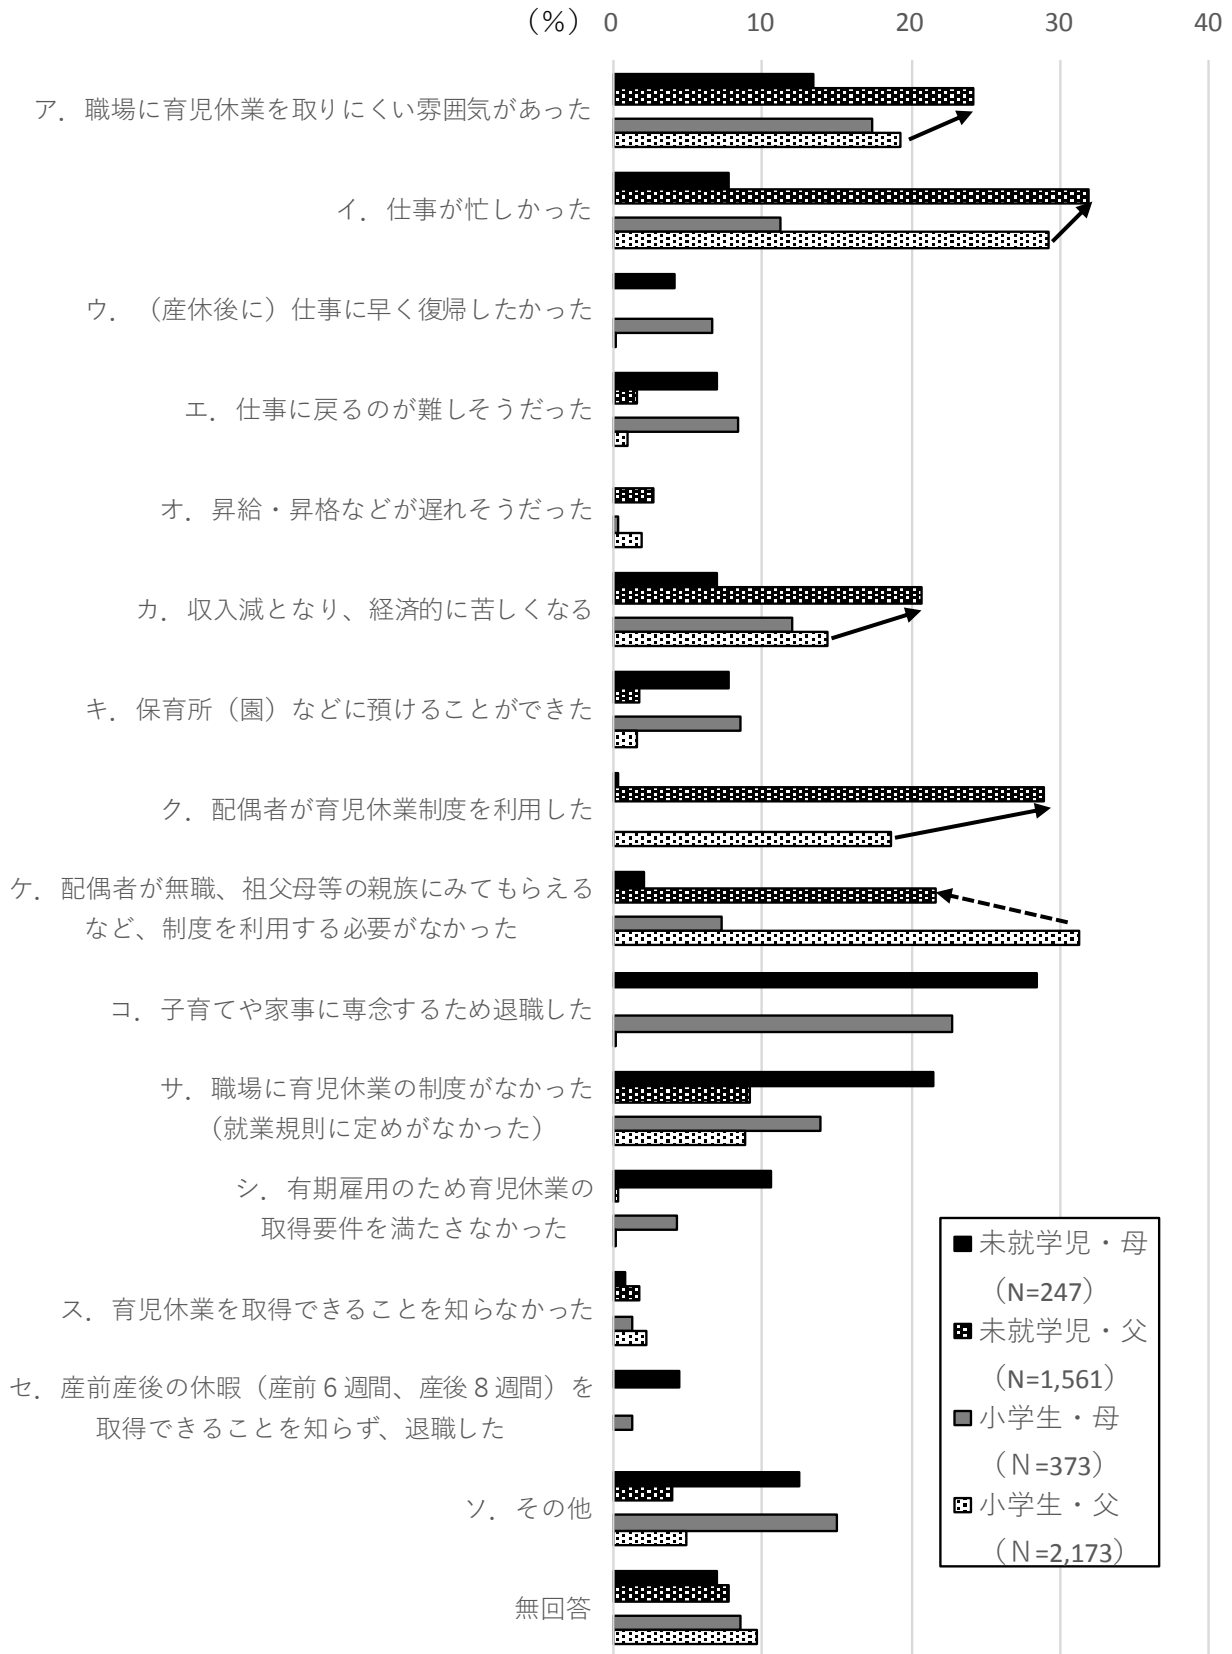 (%) 0 10 20 30 40
ア．職場に育児休業を取りにくい雰囲気があった
イ．仕事が忙しかった
ウ．（産休後に）仕事に早く復帰したかった
エ．仕事に戻るのが難しそうだった
オ．昇給・昇格などが遅れそうだった
カ．収入減となり、経済的に苦しくなる
キ．保育所（園）などに預けることができた
ク．配偶者が育児休業制度を利用した
ケ．配偶者が無職、祖父母等の親族にみてもらえる
など、制度を利用する必要がなかった
コ．子育てや家事に専念するため退職した
サ．職場に育児休業の制度がなかった
（就業規則に定めがなかった）
シ．有期雇用のため育児休業の
取得要件を満たさなかった
ス．育児休業を取得できることを知らなかった
セ．産前産後の休暇（産前６週間、産後８週間）を
取得できることを知らず、退職した
ソ．その他
無回答
未就学児・母
（N=247）
未就学児・父
（N=1,561）
小学生・母
（Ｎ=373）
小学生・父
（Ｎ=2,173）